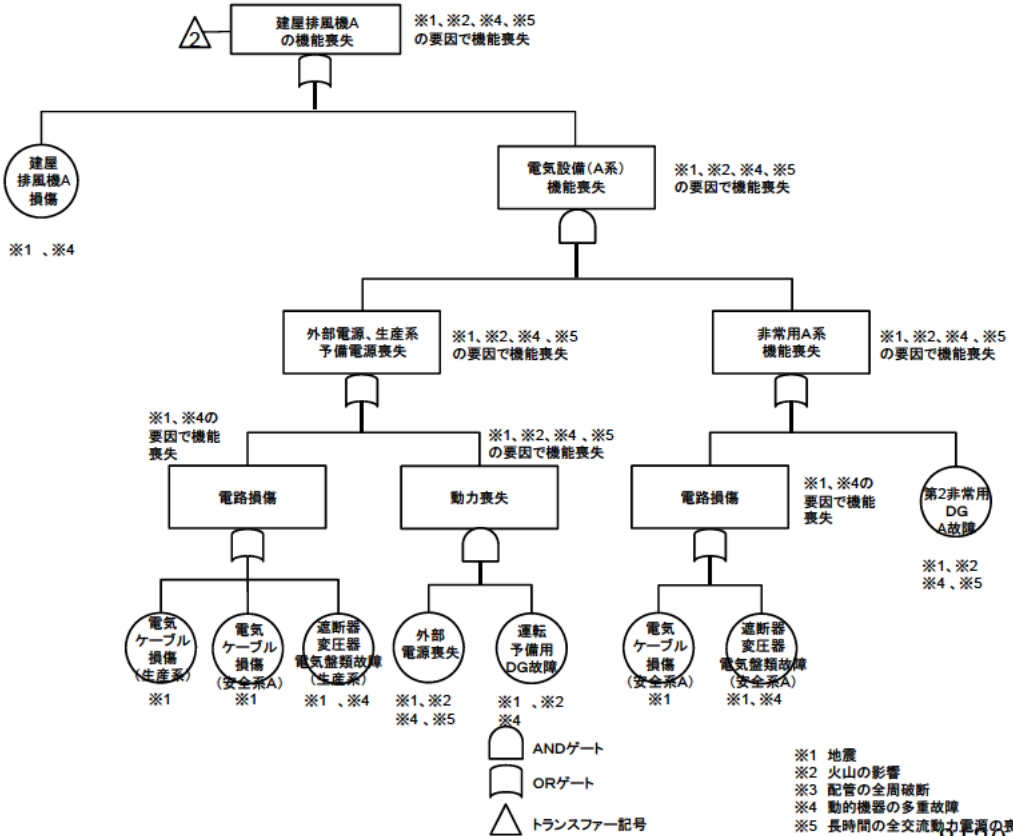 2
建屋排風機A
の機能喪失
※1、※2、※4、※5
の要因で機能喪失
建屋
排風機A
損傷
※1 、※4
電気設備(A系)
機能喪失
※1、※2、※4、※5
の要因で機能喪失
外部電源、生産系
予備電源喪失
※1、※2、※4 、※5
の要因で機能喪失
非常用A系
機能喪失
※1、※2、※4 、※5
の要因で機能喪失
※1、※4の
要因で機能
喪失
電路損傷
※1、※2、※4 、※5
の要因で機能喪失
動力喪失
電路損傷
※1、※4の
要因で機能
喪失
第2非常用
DG
A故障
※1、※2
※4 、※5
電気
ケーブル
損傷
(生産系)
※1
電気
ケーブル
損傷
(安全系A)
※1
遮断器
変圧器
電気盤類故障
(生産系)
※1 、※4
外部
電源喪失
※1、※2
※4 、※5
運転
予備用
DG故障
※1 、※2
※4
電気
ケーブル
損傷
(安全系A)
※1
遮断器
変圧器
電気盤類故障
(安全系A)
※1、※4
ANDゲート
ORゲート
トランスファー記号
※1 地震
※2 火山の影響
※3 配管の全周破断
※4 動的機器の多重故障
※5 長時間の全交流動力電源の喪